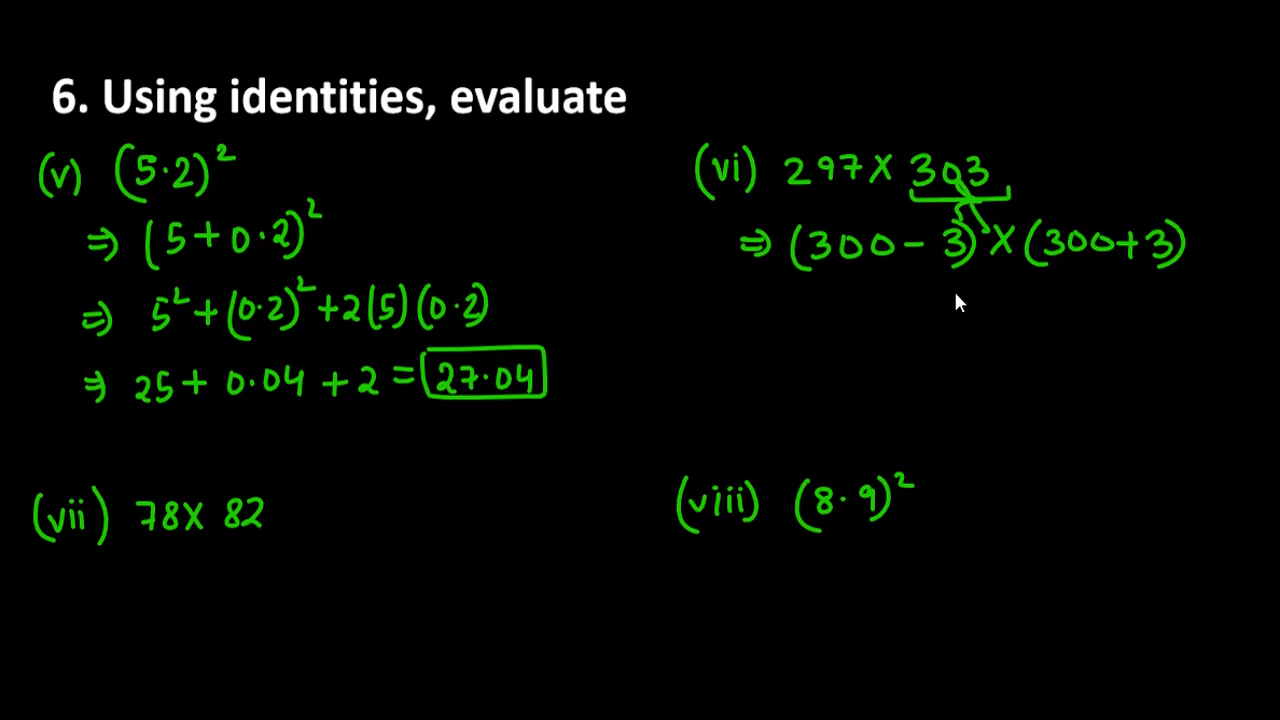 6. Using identities, evaluate
(v) (5·2)²
⇒ (5 + 0·2)²
⇒ 5² + (0·2)² + 2(5)(0·2)
⇒ 25 + 0·04 + 2 = 27·04
(vi) 297 X 303
⇒ (300 - 3) X (300 + 3)
(vii) 78 X 82
(viii) (8·9)²